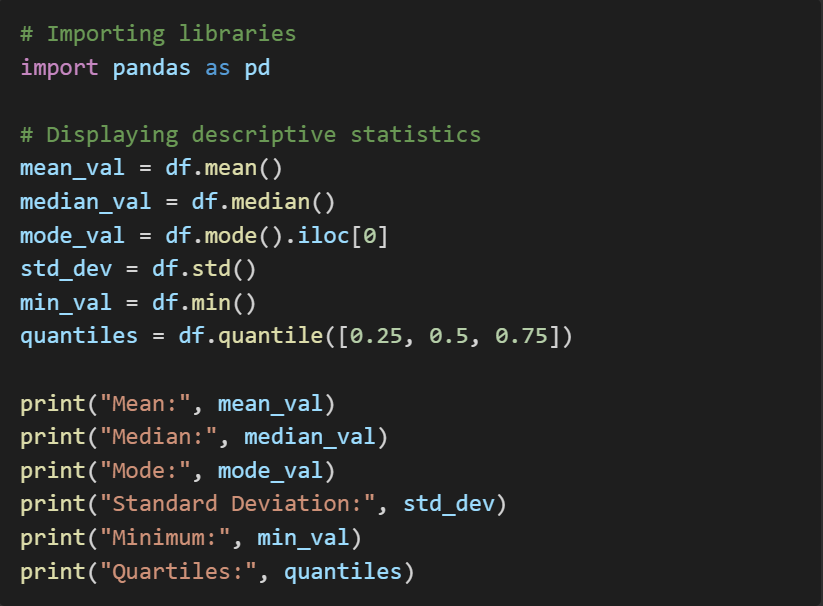 # Importing libraries
import pandas as pd
# Displaying descriptive statistics
mean_val = df.mean()
median_val = df.median()
mode_val = df.mode().iloc[0]
std_dev = df.std()
min_val = df.min()
quantiles = df.quantile([0.25, 0.5, 0.75])
print("Mean:", mean_val)
print("Median:", median_val)
print("Mode:", mode_val)
print("Standard Deviation:", std_dev)
print("Minimum:", min_val)
print("Quartiles:", quantiles)